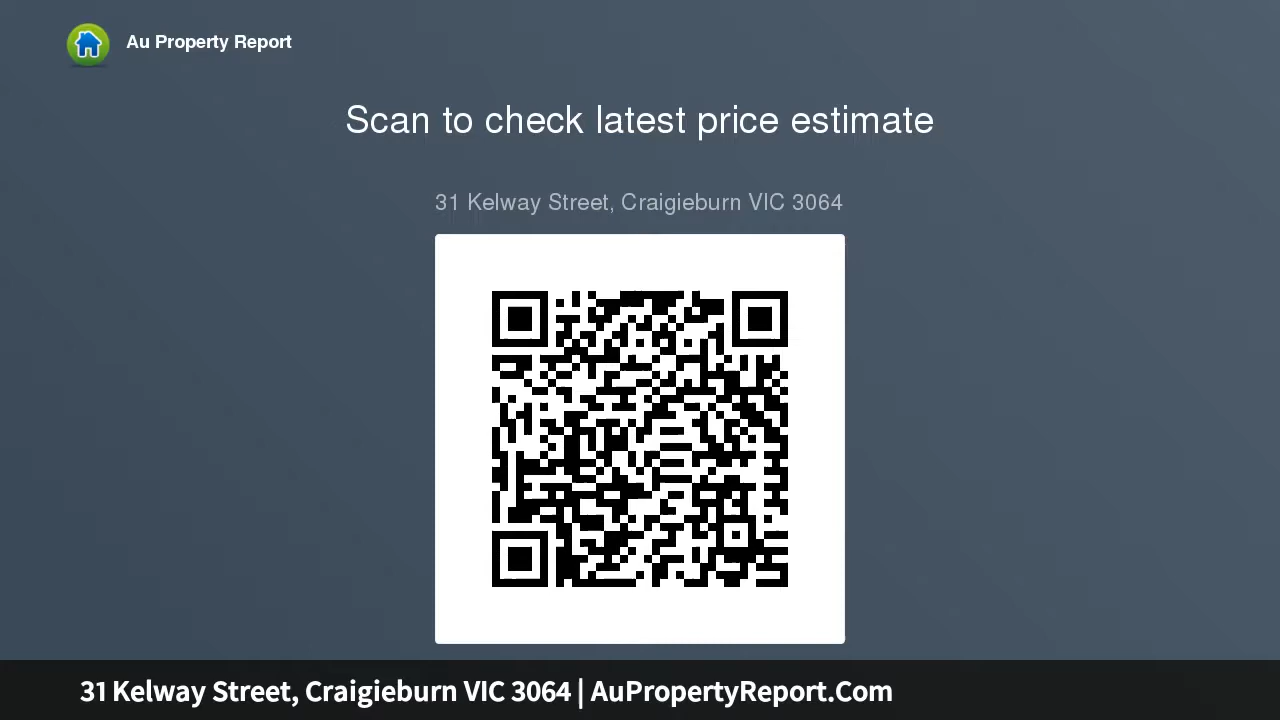 Au Property Report
Scan to check latest price estimate
31 Kelway Street, Craigieburn VIC 3064
31 Kelway Street, Craigieburn VIC 3064 | AuPropertyReport.Com